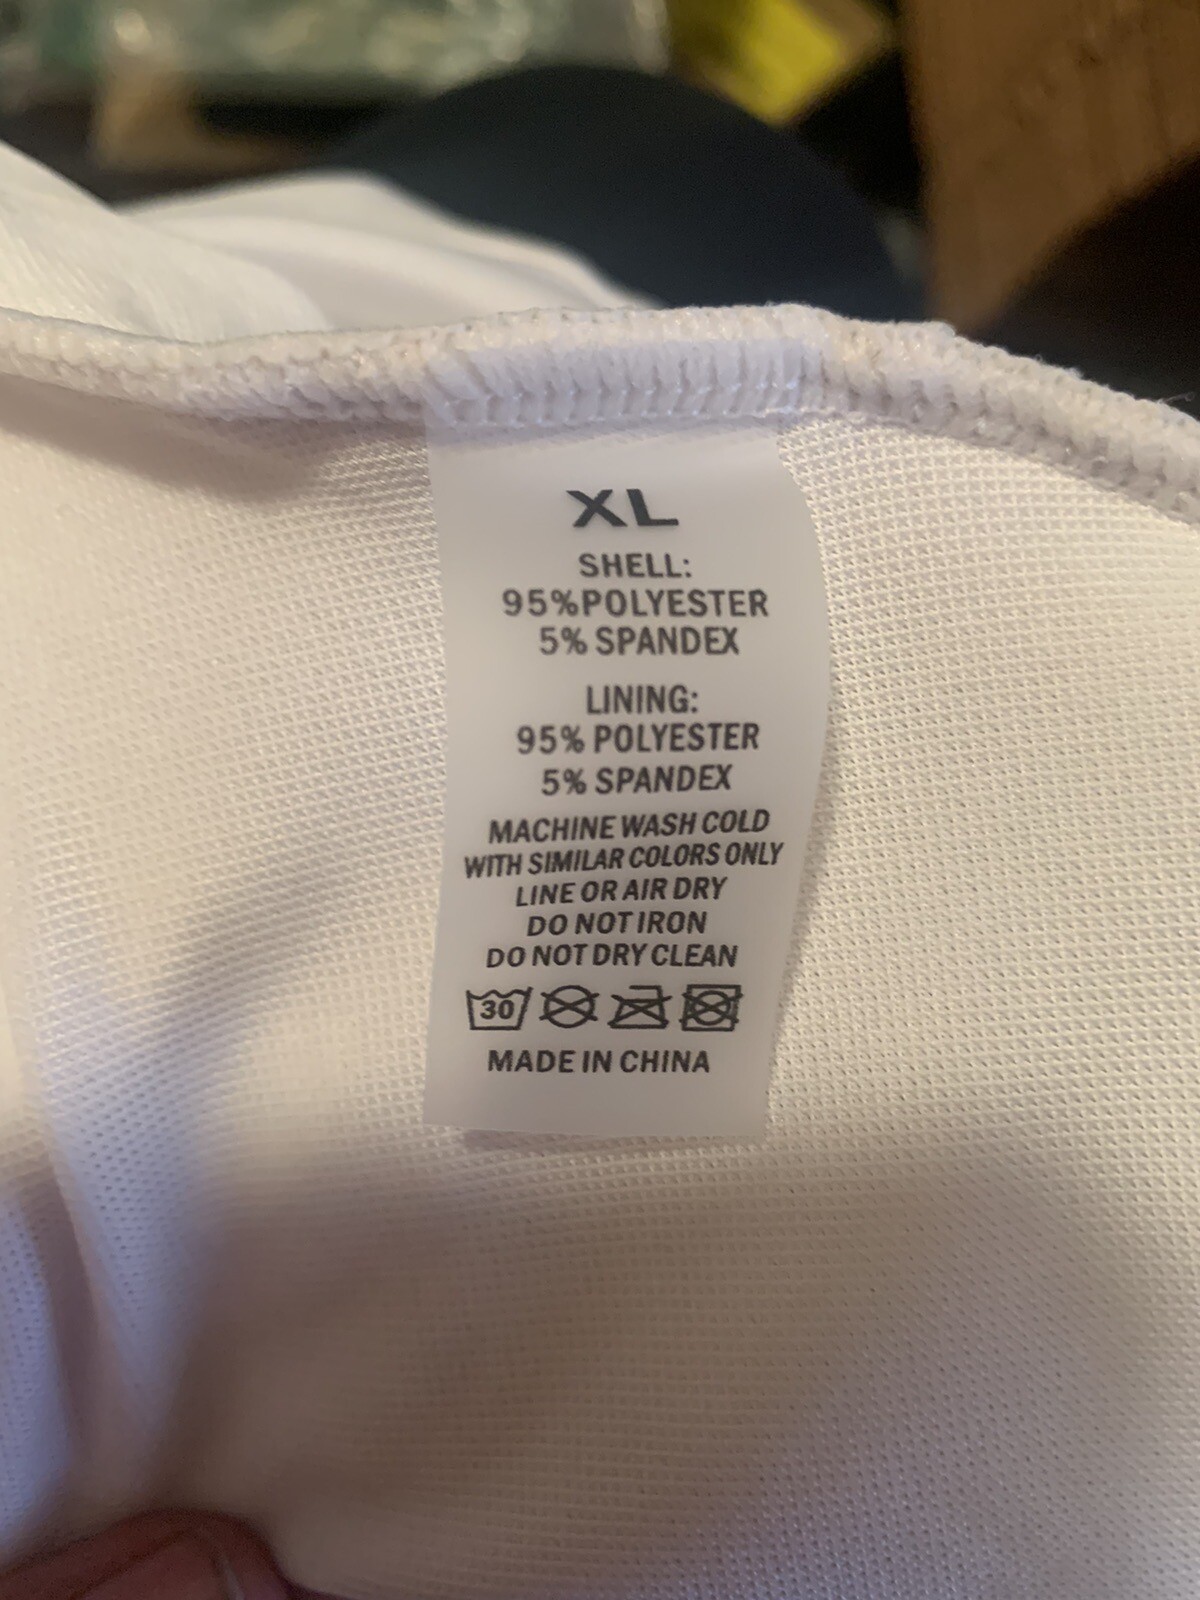 XL
SHELL:
95%POLYESTER
5% SPANDEX
LINING:
95% POLYESTER
5% SPANDEX
MACHINE WASH COLD
WITH SIMILAR COLORS ONLY
LINE OR AIR DRY
DO NOT IRON
DO NOT DRY CLEAN
30
MADE IN CHINA